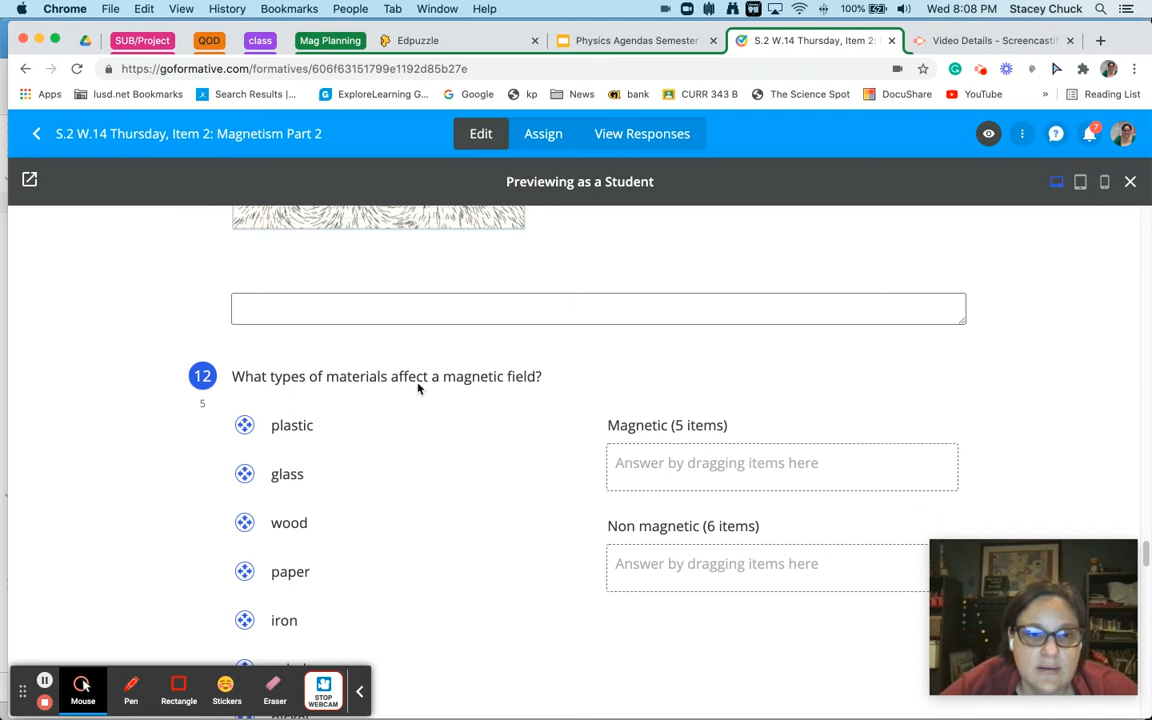 Chrome File Edit View History Bookmarks People Tab Window Help 100% Wed 8:08 PM Stacey Chuck
SUB/Project QOD class Mag Planning Edpuzzle Physics Agendas Semester S.2 W.14 Thursday, Item 2: Video Details - Screencasti
https://goformative.com/formatives/606f63151799e1192d85b27e
Apps lusd.net Bookmarks Search Results |... ExploreLearning G... Google kp News bank CURR 343 B The Science Spot DocuShare YouTube » Reading List
S.2 W.14 Thursday, Item 2: Magnetism Part 2 Edit Assign View Responses 7
Previewing as a Student
12 What types of materials affect a magnetic field?
5
plastic Magnetic (5 items)
Answer by dragging items here
glass
wood Non magnetic (6 items)
Answer by dragging items here
paper
iron
Mouse Pen Rectangle Stickers Eraser STOP WEBCAM